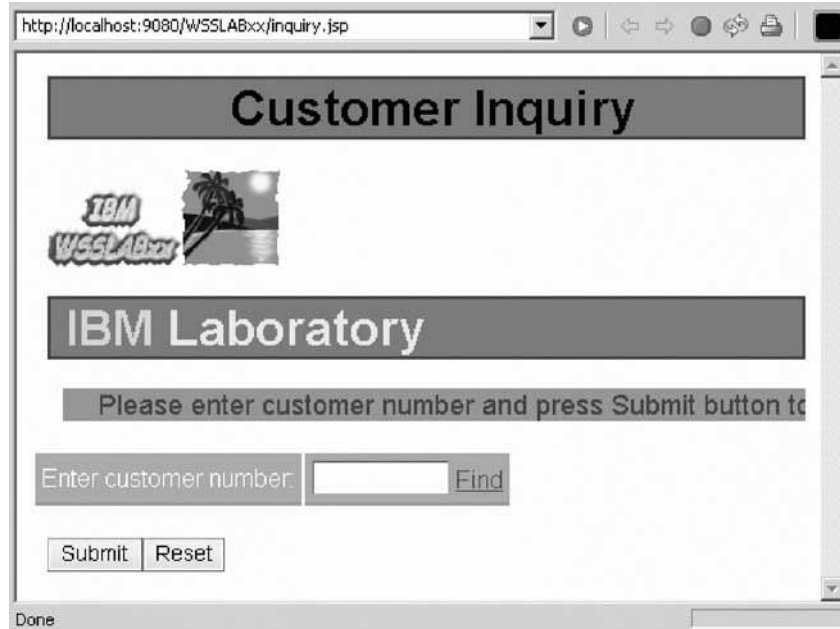 http://localhost:9080/WSSLABxx/inquiry.jsp
Customer Inquiry
IBM
WSSLABxx
IBM Laboratory
Please enter customer number and press Submit button to
Enter customer number: Find
Submit Reset
Done